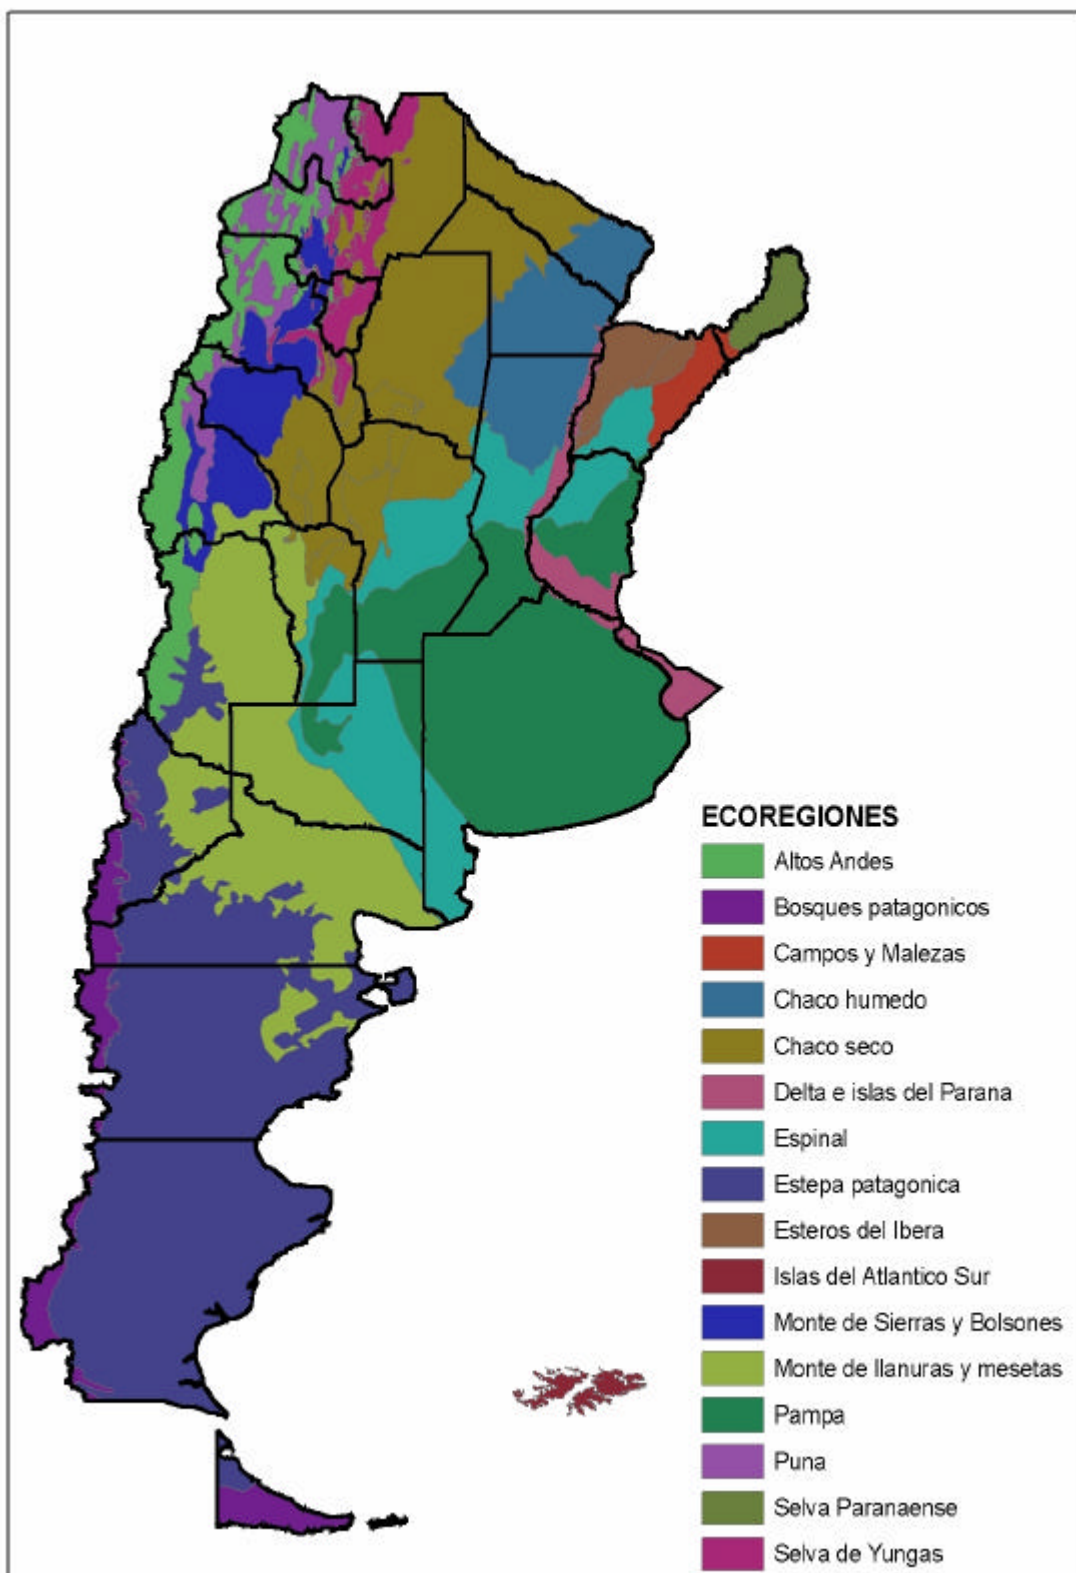 ECOREGIONES
Altos Andes
Bosques patagonicos
Campos y Malezas
Chaco humedo
Chaco seco
Delta e islas del Parana
Espinal
Estepa patagonica
Esteros del Ibera
Islas del Atlantico Sur
Monte de Sierras y Bolsones
Monte de llanuras y mesetas
Pampa
Puna
Selva Paranaense
Selva de Yungas